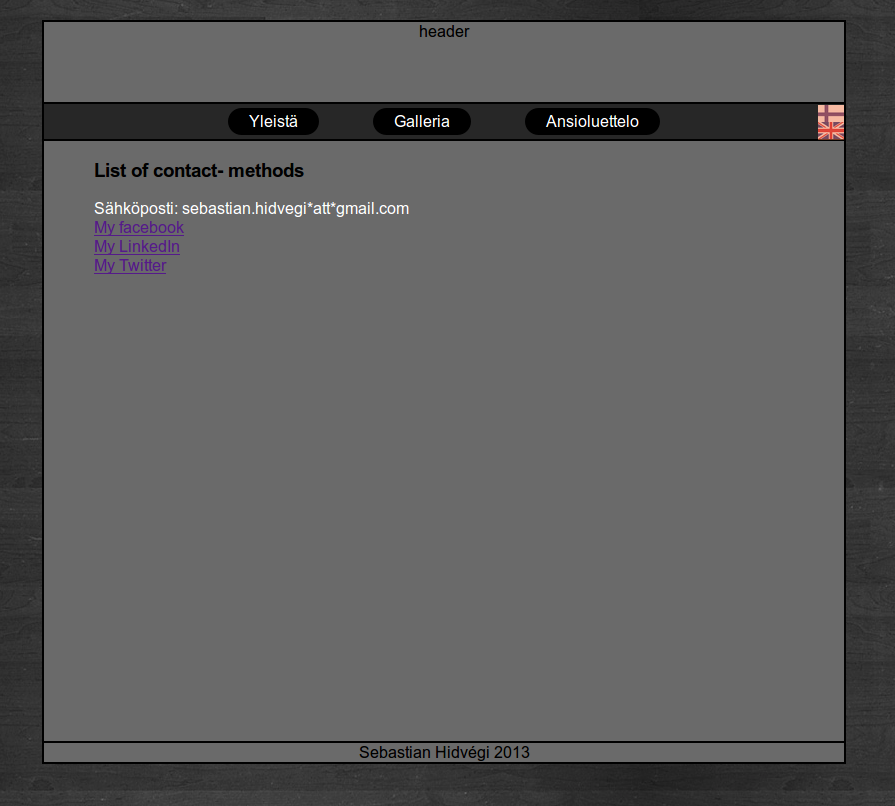 header
Yleistä Galleria Ansioluettelo
List of contact- methods
Sähköposti: sebastian.hidvegi*att*gmail.com
My facebook
My LinkedIn
My Twitter
Sebastian Hidvégi 2013